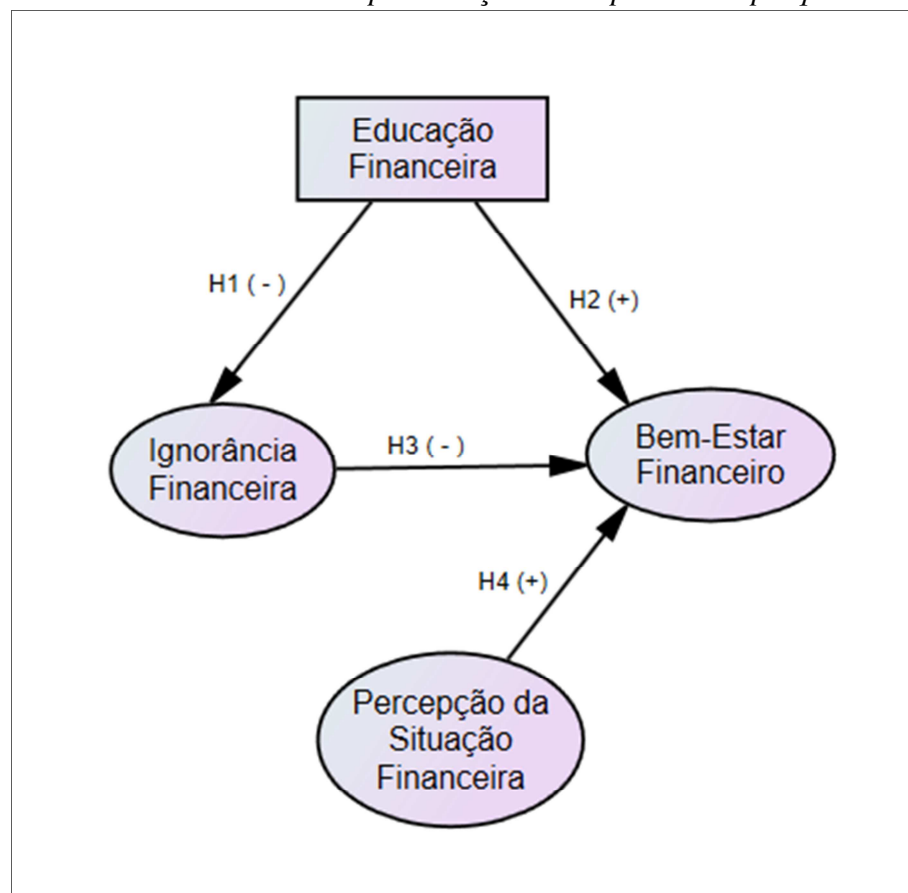 Educação
Financeira
H1 ( - )
H2 (+)
Ignorância
Financeira
H3 ( - )
Bem-Estar
Financeiro
H4 (+)
Percepção da
Situação
Financeira